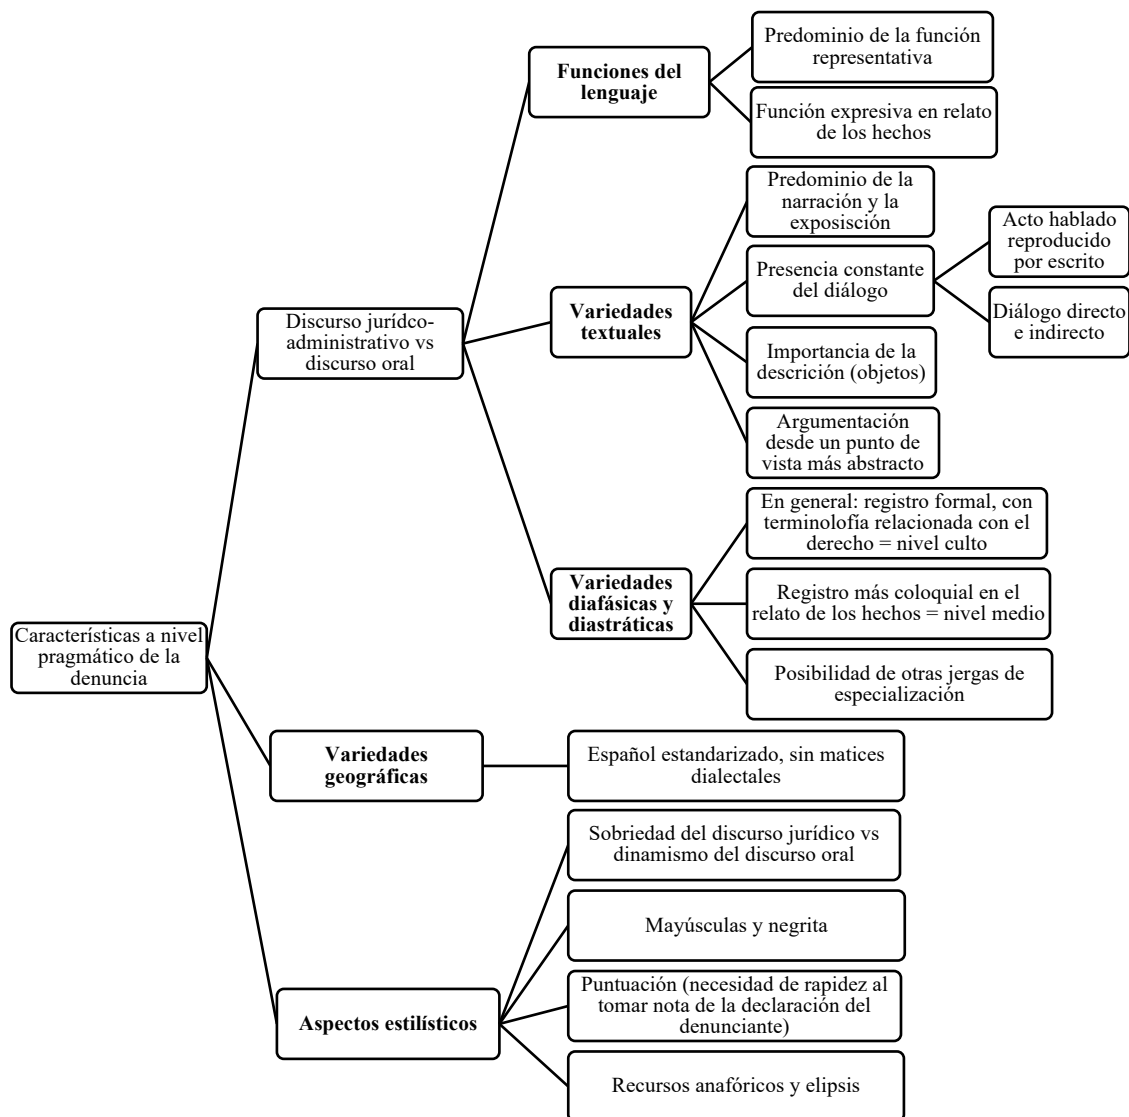 Predominio de la función
representativa
Funciones del
lenguaje
Función expresiva en relato
de los hechos
Predominio de la
narración y la
exposisción
Acto hablado
reproducido
por escrito
Presencia constante
del diálogo
Diálogo directo
e indirecto
Discurso jurídco-
administrativo vs
discurso oral
Variedades
textuales
Importancia de la
descrición (objetos)
Argumentación
desde un punto de
vista más abstracto
En general: registro formal, con
terminolofía relacionada con el
derecho = nivel culto
Variedades
diafásicas y
diastráticas
Registro más coloquial en el
relato de los hechos = nivel medio
Características a nivel
pragmático de la
denuncia
Posibilidad de otras jergas de
especialización
Variedades
geográficas
Español estandarizado, sin matices
dialectales
Sobriedad del discurso jurídico vs
dinamismo del discurso oral
Mayúsculas y negrita
Aspectos estilísticos
Puntuación (necesidad de rapidez al
tomar nota de la declaración del
denunciante)
Recursos anafóricos y elipsis